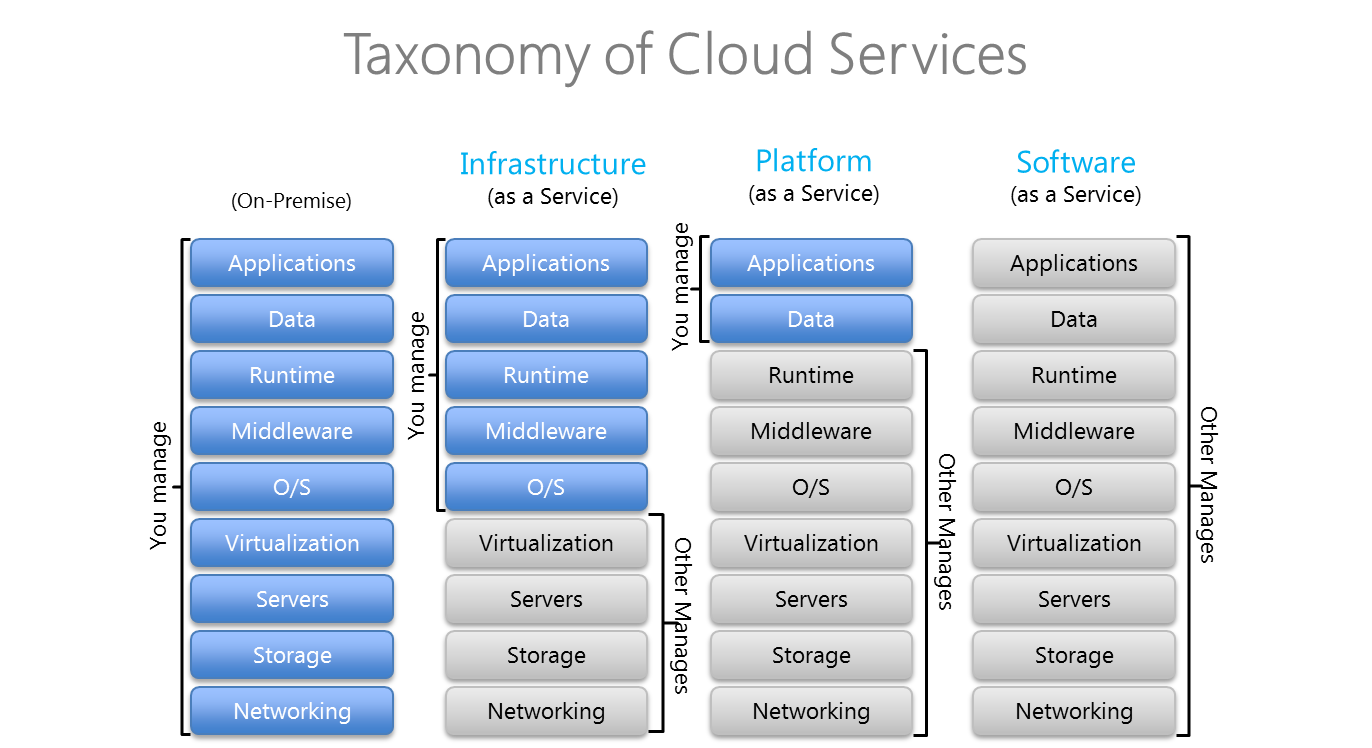 Taxonomy of Cloud Services
(On-Premise)
You manage
Applications
Data
Runtime
Middleware
O/S
Virtualization
Servers
Storage
Networking
Infrastructure
(as a Service)
You manage
Applications
Data
Runtime
Middleware
O/S
Virtualization
Servers
Storage
Networking
Other Manages
Platform
(as a Service)
You manage
Applications
Data
Runtime
Middleware
O/S
Virtualization
Servers
Storage
Networking
Other Manages
Software
(as a Service)
Applications
Data
Runtime
Middleware
O/S
Virtualization
Servers
Storage
Networking
Other Manages